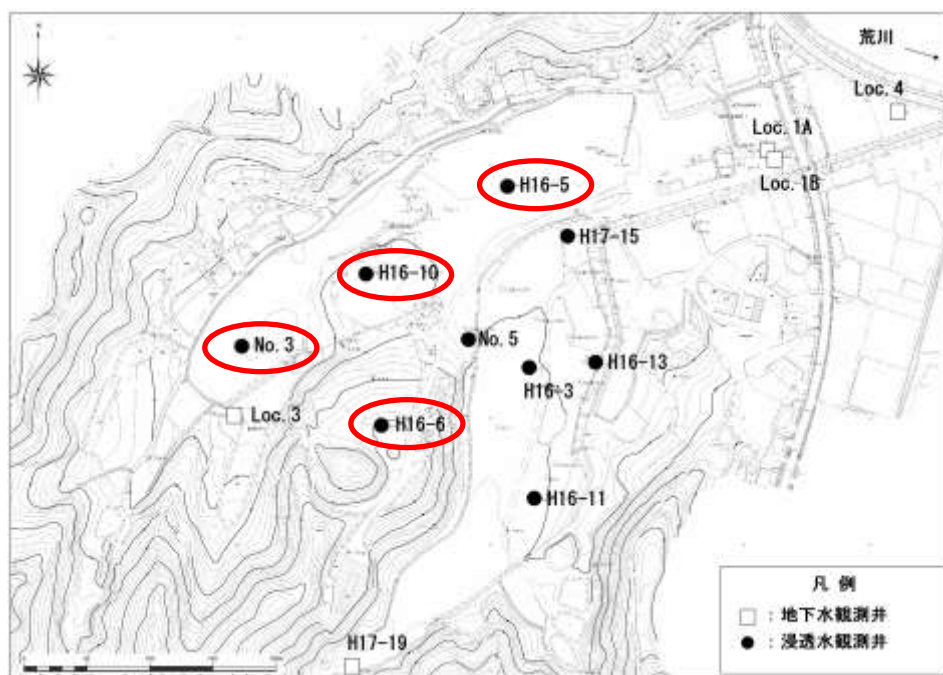 荒川
Loc. 4
Loc. 1A
Loc. 1B
H16-5
H17-15
H16-10
No. 3
No. 5
H16-13
H16-3
Loc. 3
H16-6
H16-11
H17-19
凡 例
□ : 地下水観測井
● : 浸透水観測井